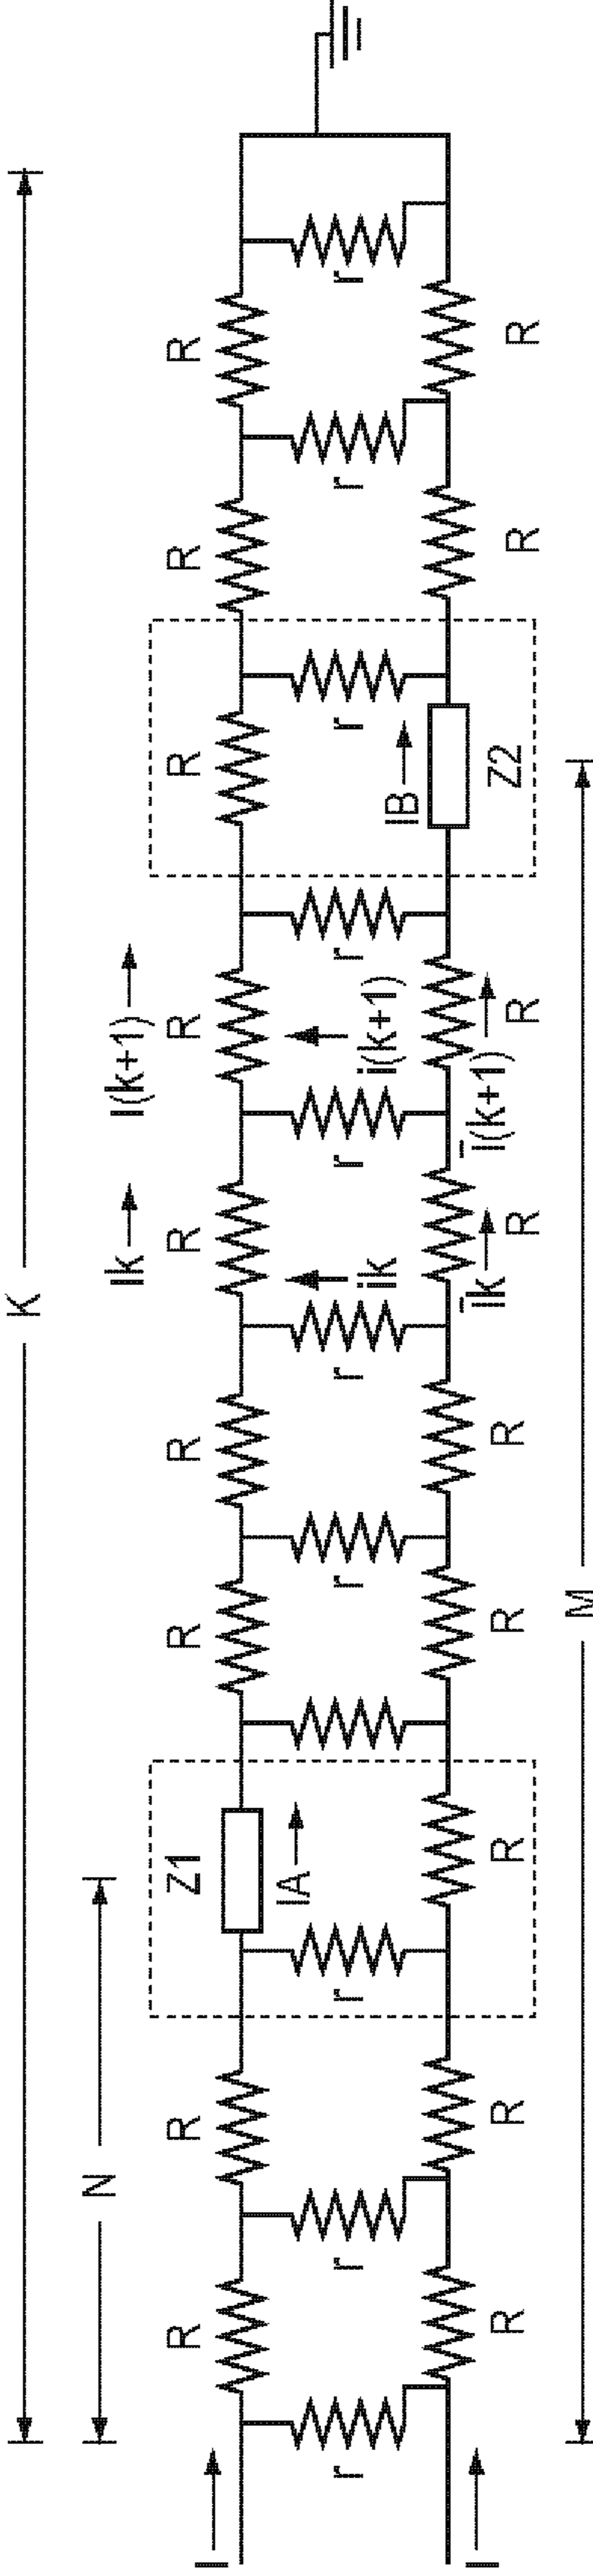 K
N
Ik I(k+1)
R R Z1 R R R R R R R
I
IA ik i(k+1) IB
r r r r r r r r r r
I
īk ī(k+1)
R R R R R R R Z2 R R
M